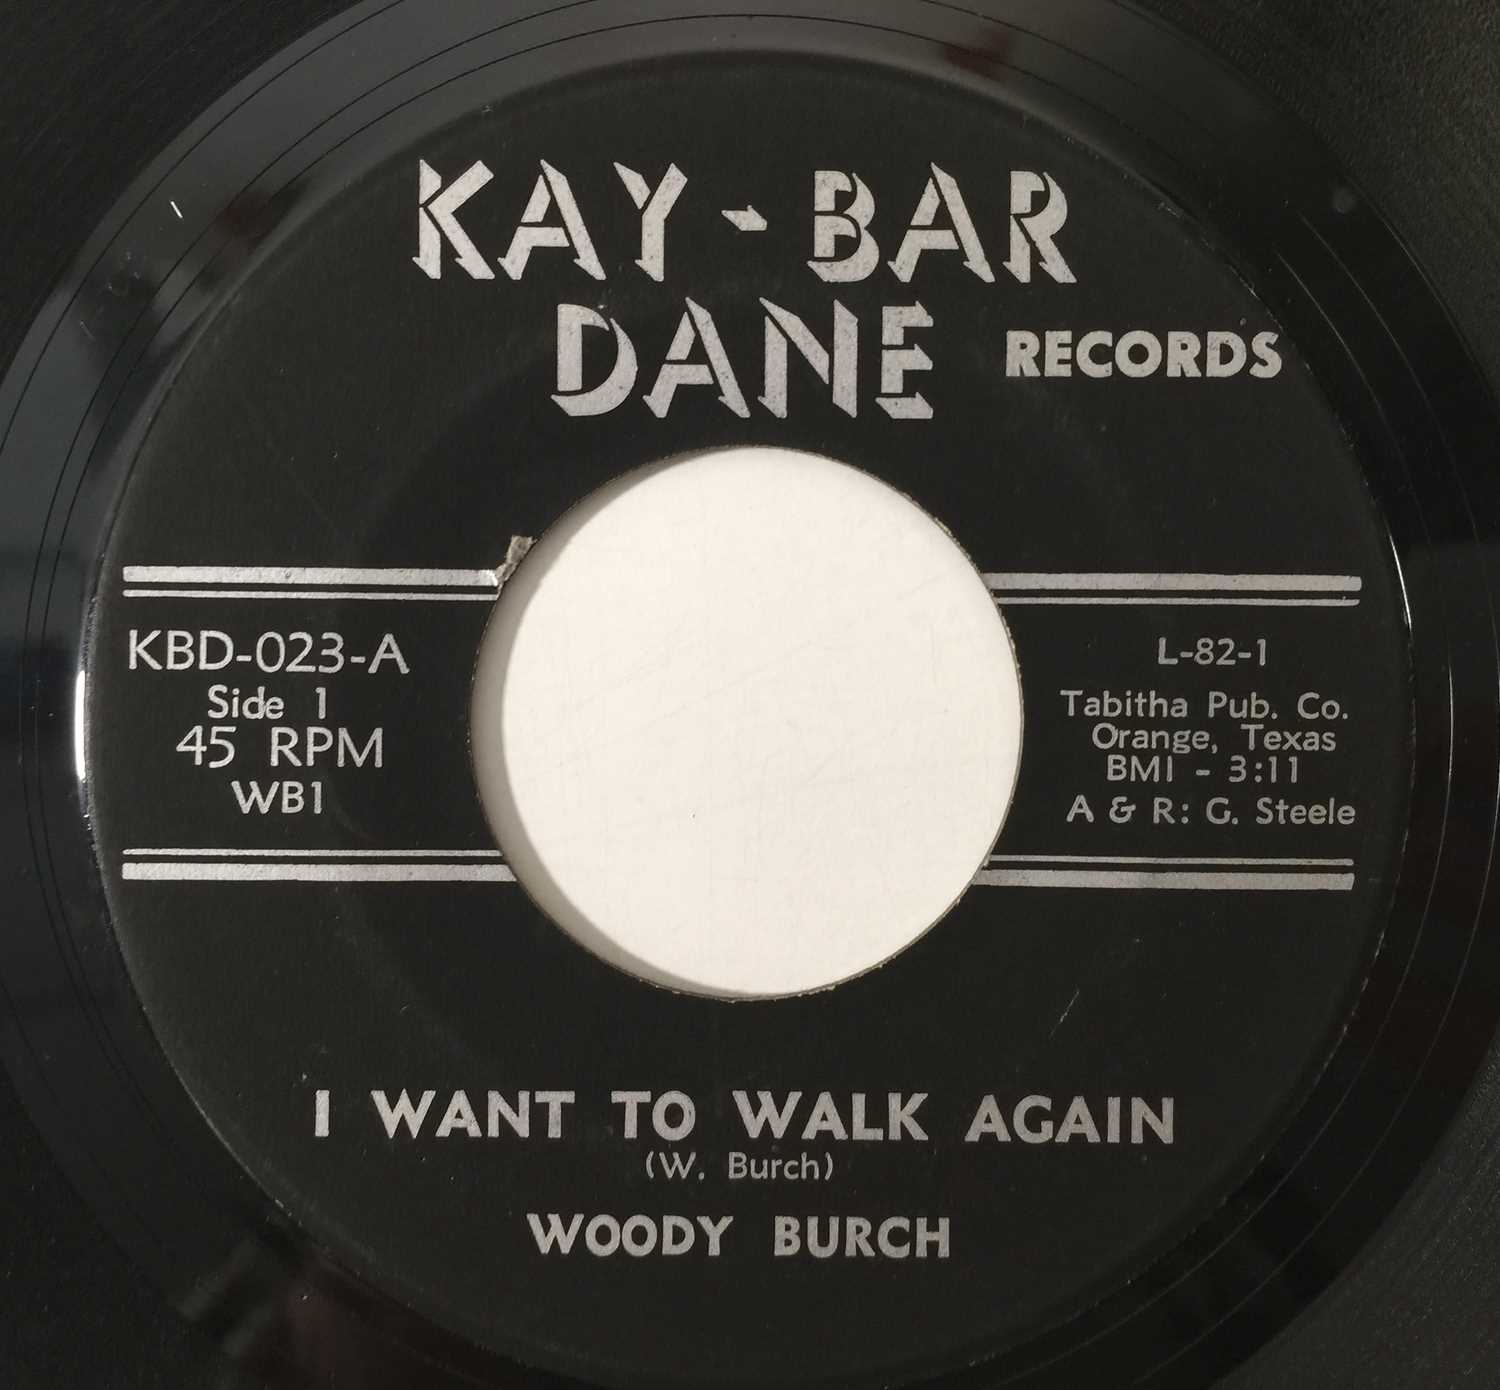 KAY-BAR
DANE RECORDS
KBD-023-A
Side 1
45 RPM
WB1
L-82-1
Tabitha Pub. Co.
Orange, Texas
BMI - 3:11
A & R: G. Steele
I WANT TO WALK AGAIN
(W. Burch)
WOODY BURCH